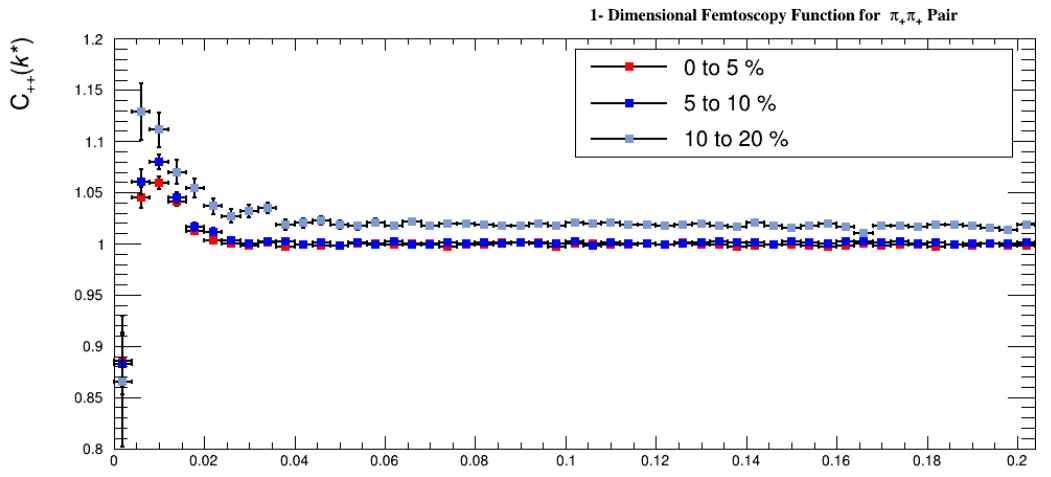 1- Dimensional Femtoscopy Function for π₊π₊ Pair
C₊₊(k*)
1.2
1.15
1.1
1.05
1
0.95
0.9
0.85
0.8
0 to 5 %
5 to 10 %
10 to 20 %
0 0.02 0.04 0.06 0.08 0.1 0.12 0.14 0.16 0.18 0.2